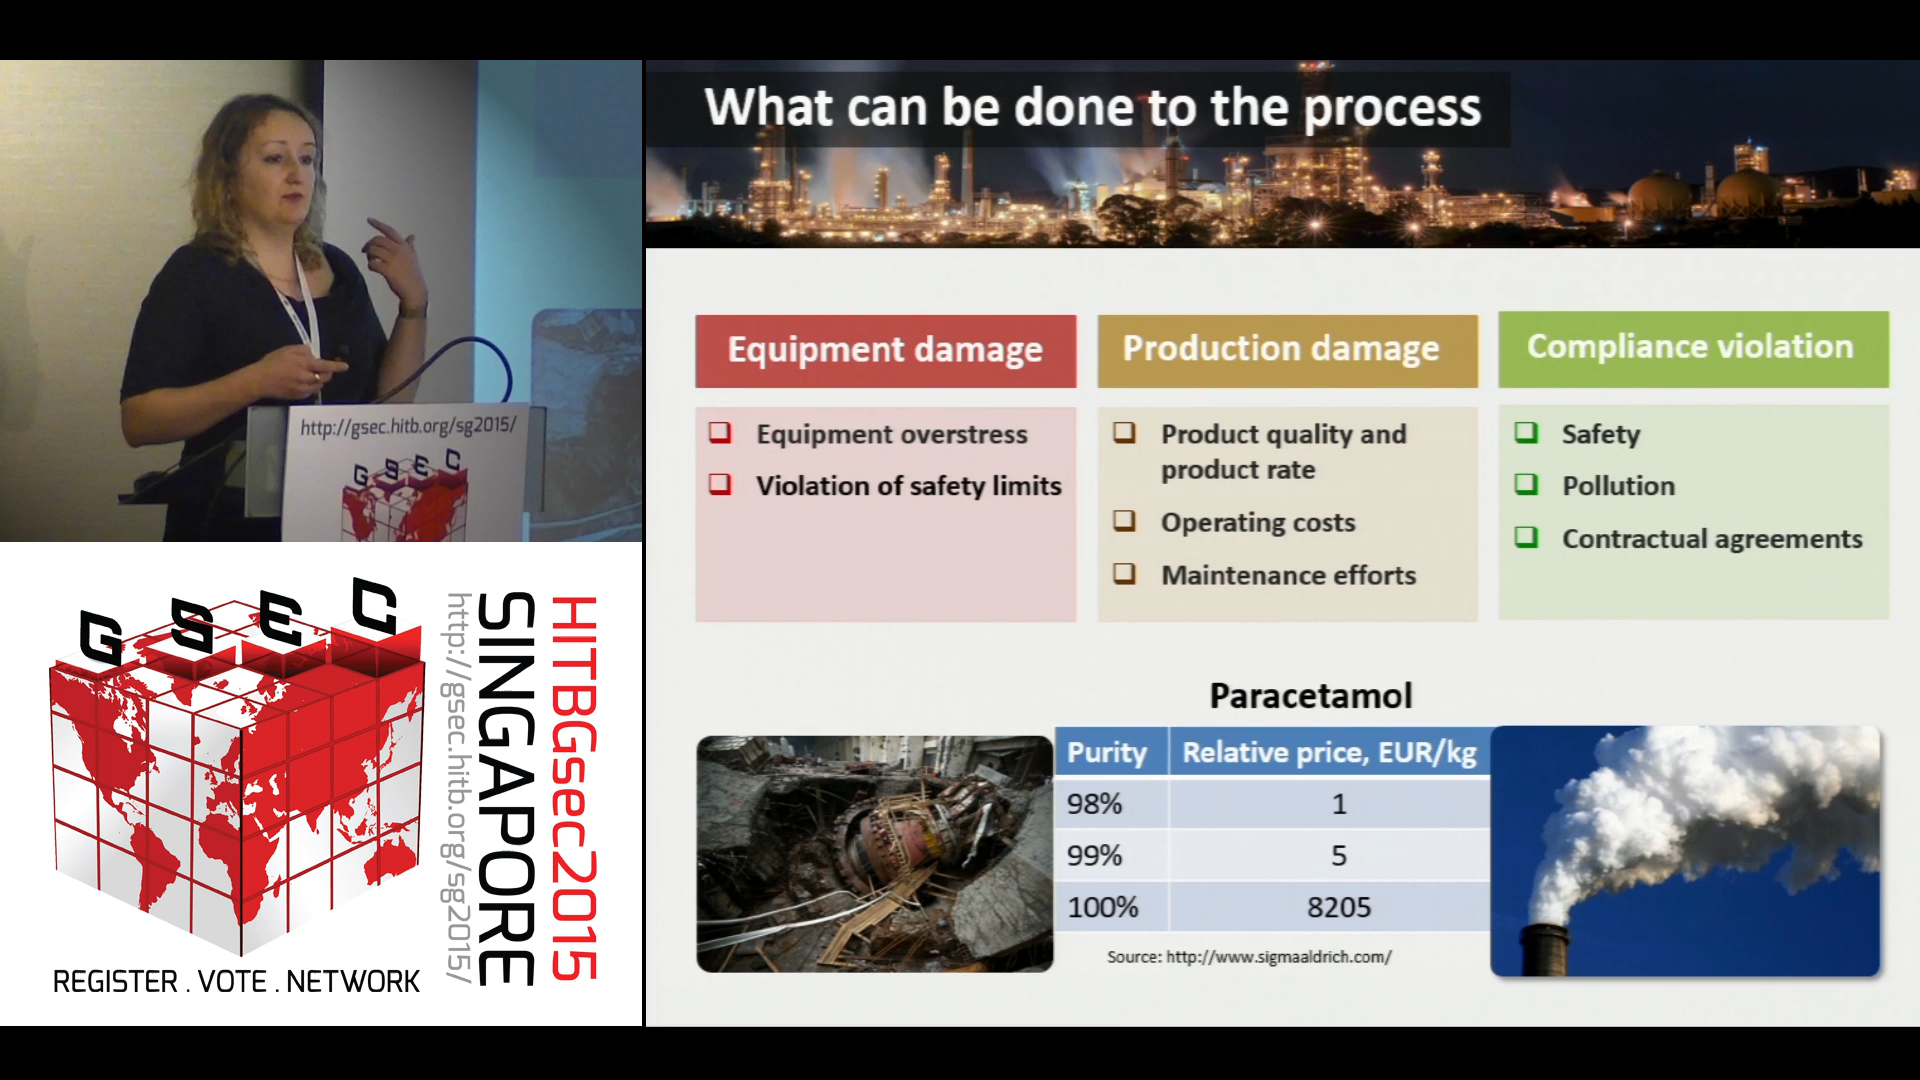 http://gsec.hitb.org/sg2015/
GSEC
GSEC
REGISTER . VOTE . NETWORK
http://gsec.hitb.org/sg2015/
SINGAPORE
HITBGsec2015
What can be done to the process
Equipment damage
Equipment overstress
Violation of safety limits
Production damage
Product quality and
product rate
Operating costs
Maintenance efforts
Compliance violation
Safety
Pollution
Contractual agreements
Paracetamol
Purity Relative price, EUR/kg
98% 1
99% 5
100% 8205
Source: http://www.sigmaaldrich.com/